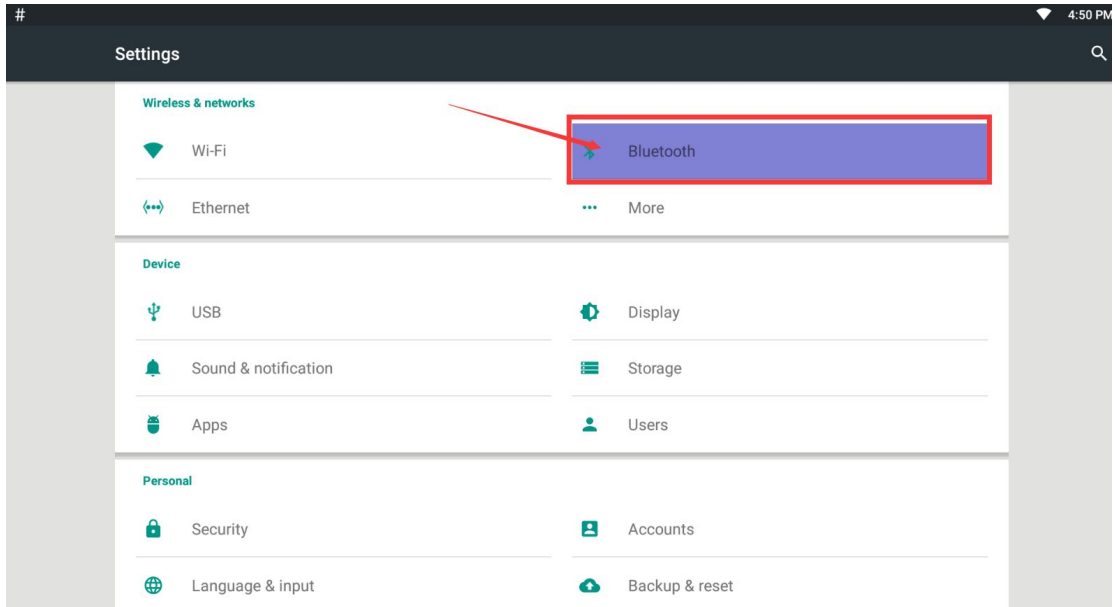 # 4:50 PM
Settings
Wireless & networks
Wi-Fi Bluetooth
Ethernet More
Device
USB Display
Sound & notification Storage
Apps Users
Personal
Security Accounts
Language & input Backup & reset